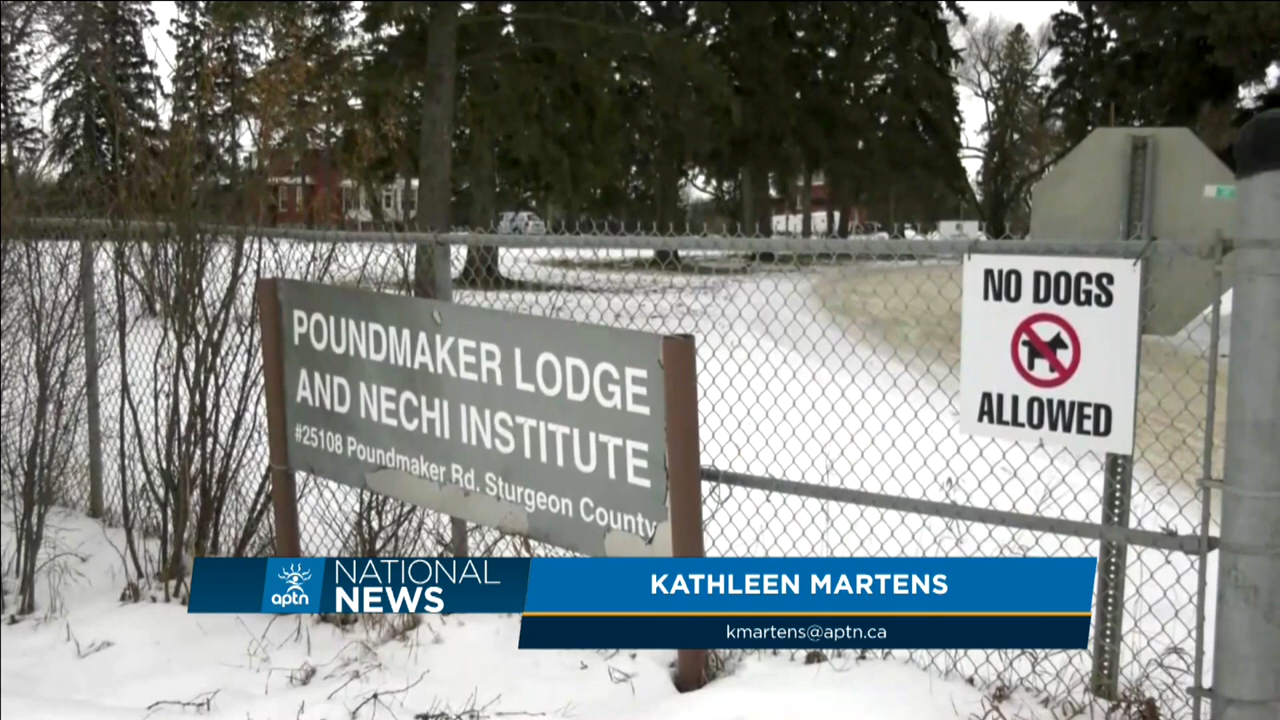 POUNDMAKER LODGE
AND NECHI INSTITUTE
#25108 Poundmaker Rd. Sturgeon County
NO DOGS
ALLOWED
aptn
NATIONAL
NEWS
KATHLEEN MARTENS
kmartens@aptn.ca